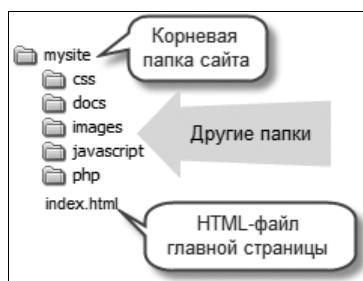 Корневая
папка сайта
mysite
css
docs
images
javascript
php
index.html
Другие папки
HTML-файл
главной страницы